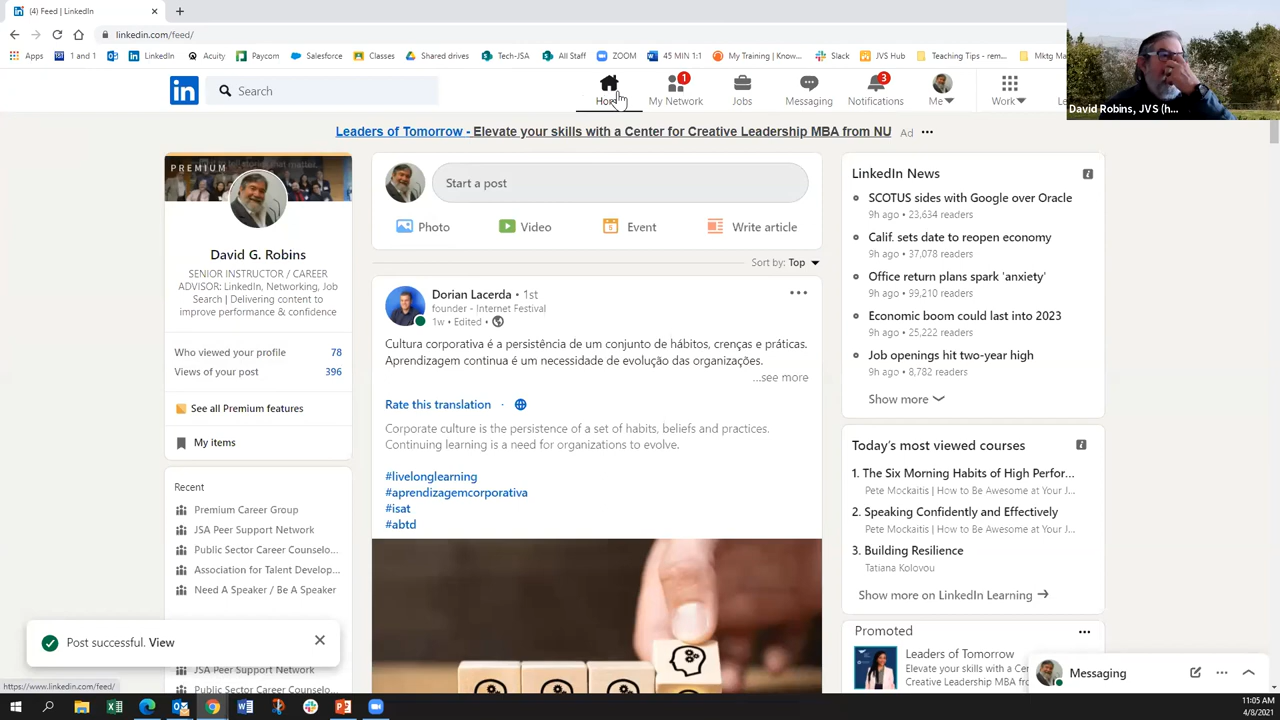 (4) Feed | LinkedIn
linkedin.com/feed/
Apps
1 and 1
LinkedIn
Acuity
Paycom
Salesforce
Classes
Shared drives
Tech-JSA
All Staff
ZOOM
45 MIN 1:1
My Training | Know...
Slack
JVS Hub
Teaching Tips - rem...
Mktg Ma
David Robins, JVS (h...
in
Search
Home
1
My Network
Jobs
Messaging
3
Notifications
Me
Work
Le
Leaders of Tomorrow - Elevate your skills with a Center for Creative Leadership MBA from NU
Ad
PREMIUM
David G. Robins
SENIOR INSTRUCTOR / CAREER
ADVISOR: LinkedIn, Networking, Job
Search | Delivering content to
improve performance & confidence
Who viewed your profile 78
Views of your post 396
See all Premium features
My items
Recent
Premium Career Group
JSA Peer Support Network
Public Sector Career Counselo...
Association for Talent Develop...
Need A Speaker / Be A Speaker
JSA Peer Support Network
Public Sector Career Counselo...
Post successful. View
https://www.linkedin.com/feed/
Start a post
Photo
Video
Event
Write article
Sort by: Top
Dorian Lacerda • 1st
founder - Internet Festival
1w • Edited •
Cultura corporativa é a persistência de um conjunto de hábitos, crenças e práticas.
Aprendizagem continua é um necessidade de evolução das organizações.
...see more
Rate this translation ·
Corporate culture is the persistence of a set of habits, beliefs and practices.
Continuing learning is a need for organizations to evolve.
#livelonglearning
#aprendizagemcorporativa
#isat
#abtd
LinkedIn News
SCOTUS sides with Google over Oracle
9h ago • 23,634 readers
Calif. sets date to reopen economy
9h ago • 37,078 readers
Office return plans spark 'anxiety'
9h ago • 99,210 readers
Economic boom could last into 2023
9h ago • 25,222 readers
Job openings hit two-year high
9h ago • 8,782 readers
Show more
Today's most viewed courses
1. The Six Morning Habits of High Perfor...
Pete Mockaitis | How to Be Awesome at Your J...
2. Speaking Confidently and Effectively
Pete Mockaitis | How to Be Awesome at Your J...
3. Building Resilience
Tatiana Kolovou
Show more on LinkedIn Learning
Promoted
Leaders of Tomorrow
Elevate your skills with a Ce
Creative Leadership MBA fron
Messaging
11:05 AM
4/8/2021